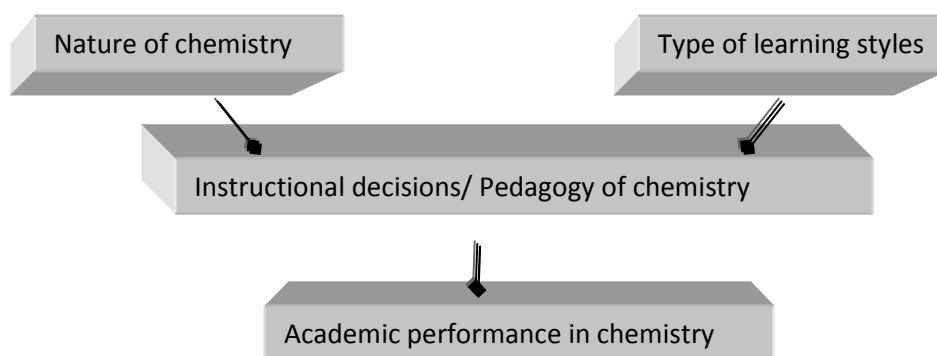 Nature of chemistry
Type of learning styles
Instructional decisions/ Pedagogy of chemistry
Academic performance in chemistry